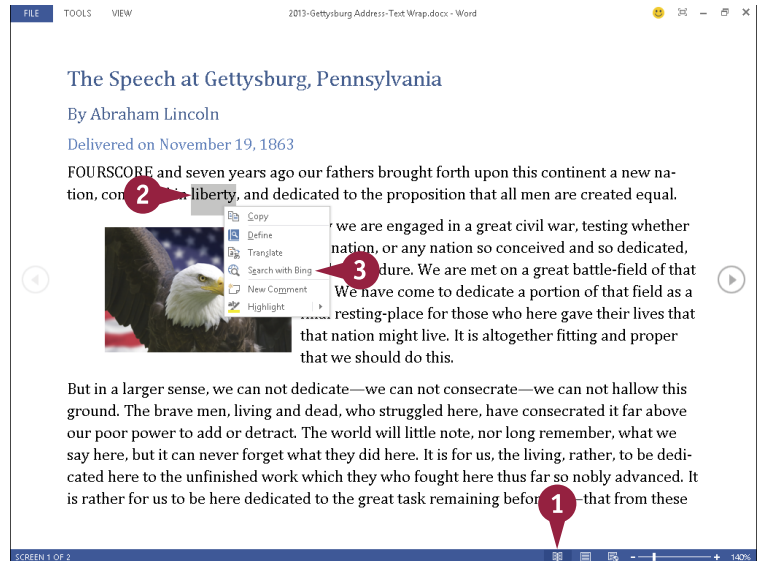 FILE TOOLS VIEW 2013-Gettysburg Address-Text Wrap.docx - Word
The Speech at Gettysburg, Pennsylvania
By Abraham Lincoln
Delivered on November 19, 1863
FOURSCORE and seven years ago our fathers brought forth upon this continent a new na-
tion, con in liberty, and dedicated to the proposition that all men are created equal.
2
Copy
Define
Translate
Search with Bing
New Comment
Highlight
3
we are engaged in a great civil war, testing whether
nation, or any nation so conceived and so dedicated,
dure. We are met on a great battle-field of that
We have come to dedicate a portion of that field as a
resting-place for those who here gave their lives that
that nation might live. It is altogether fitting and proper
that we should do this.
But in a larger sense, we can not dedicate—we can not consecrate—we can not hallow this
ground. The brave men, living and dead, who struggled here, have consecrated it far above
our poor power to add or detract. The world will little note, nor long remember, what we
say here, but it can never forget what they did here. It is for us, the living, rather, to be dedi-
cated here to the unfinished work which they who fought here thus far so nobly advanced. It
is rather for us to be here dedicated to the great task remaining befor —that from these
1
SCREEN 1 OF 2 140%